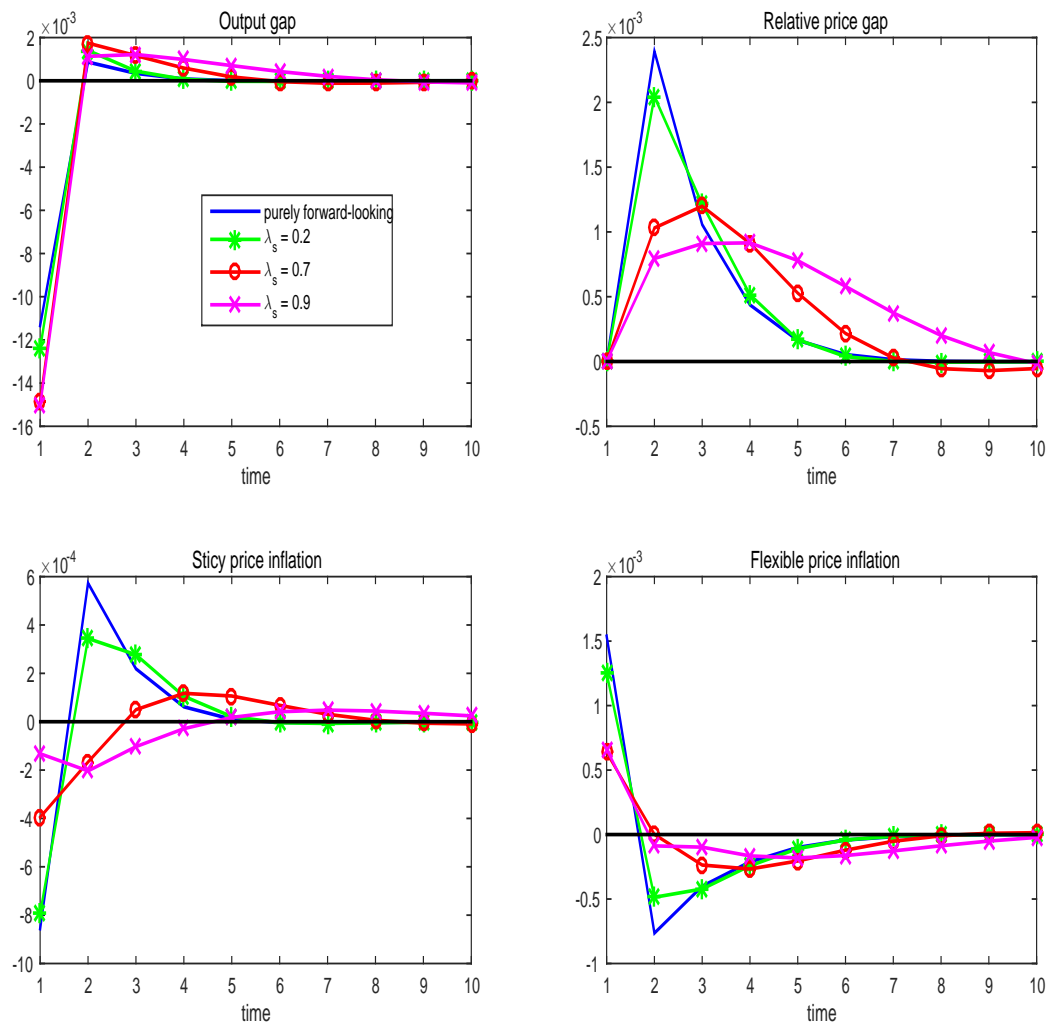 Output gap
×10-3
2
0
-2
-4
-6
-8
-10
-12
-14
-16
1 2 3 4 5 6 7 8 9 10
time
purely forward-looking
λs = 0.2
λs = 0.7
λs = 0.9
Relative price gap
×10-3
2.5
2
1.5
1
0.5
0
-0.5
1 2 3 4 5 6 7 8 9 10
time
Sticy price inflation
×10-4
6
4
2
0
-2
-4
-6
-8
-10
1 2 3 4 5 6 7 8 9 10
time
Flexible price inflation
×10-3
2
1.5
1
0.5
0
-0.5
-1
1 2 3 4 5 6 7 8 9 10
time